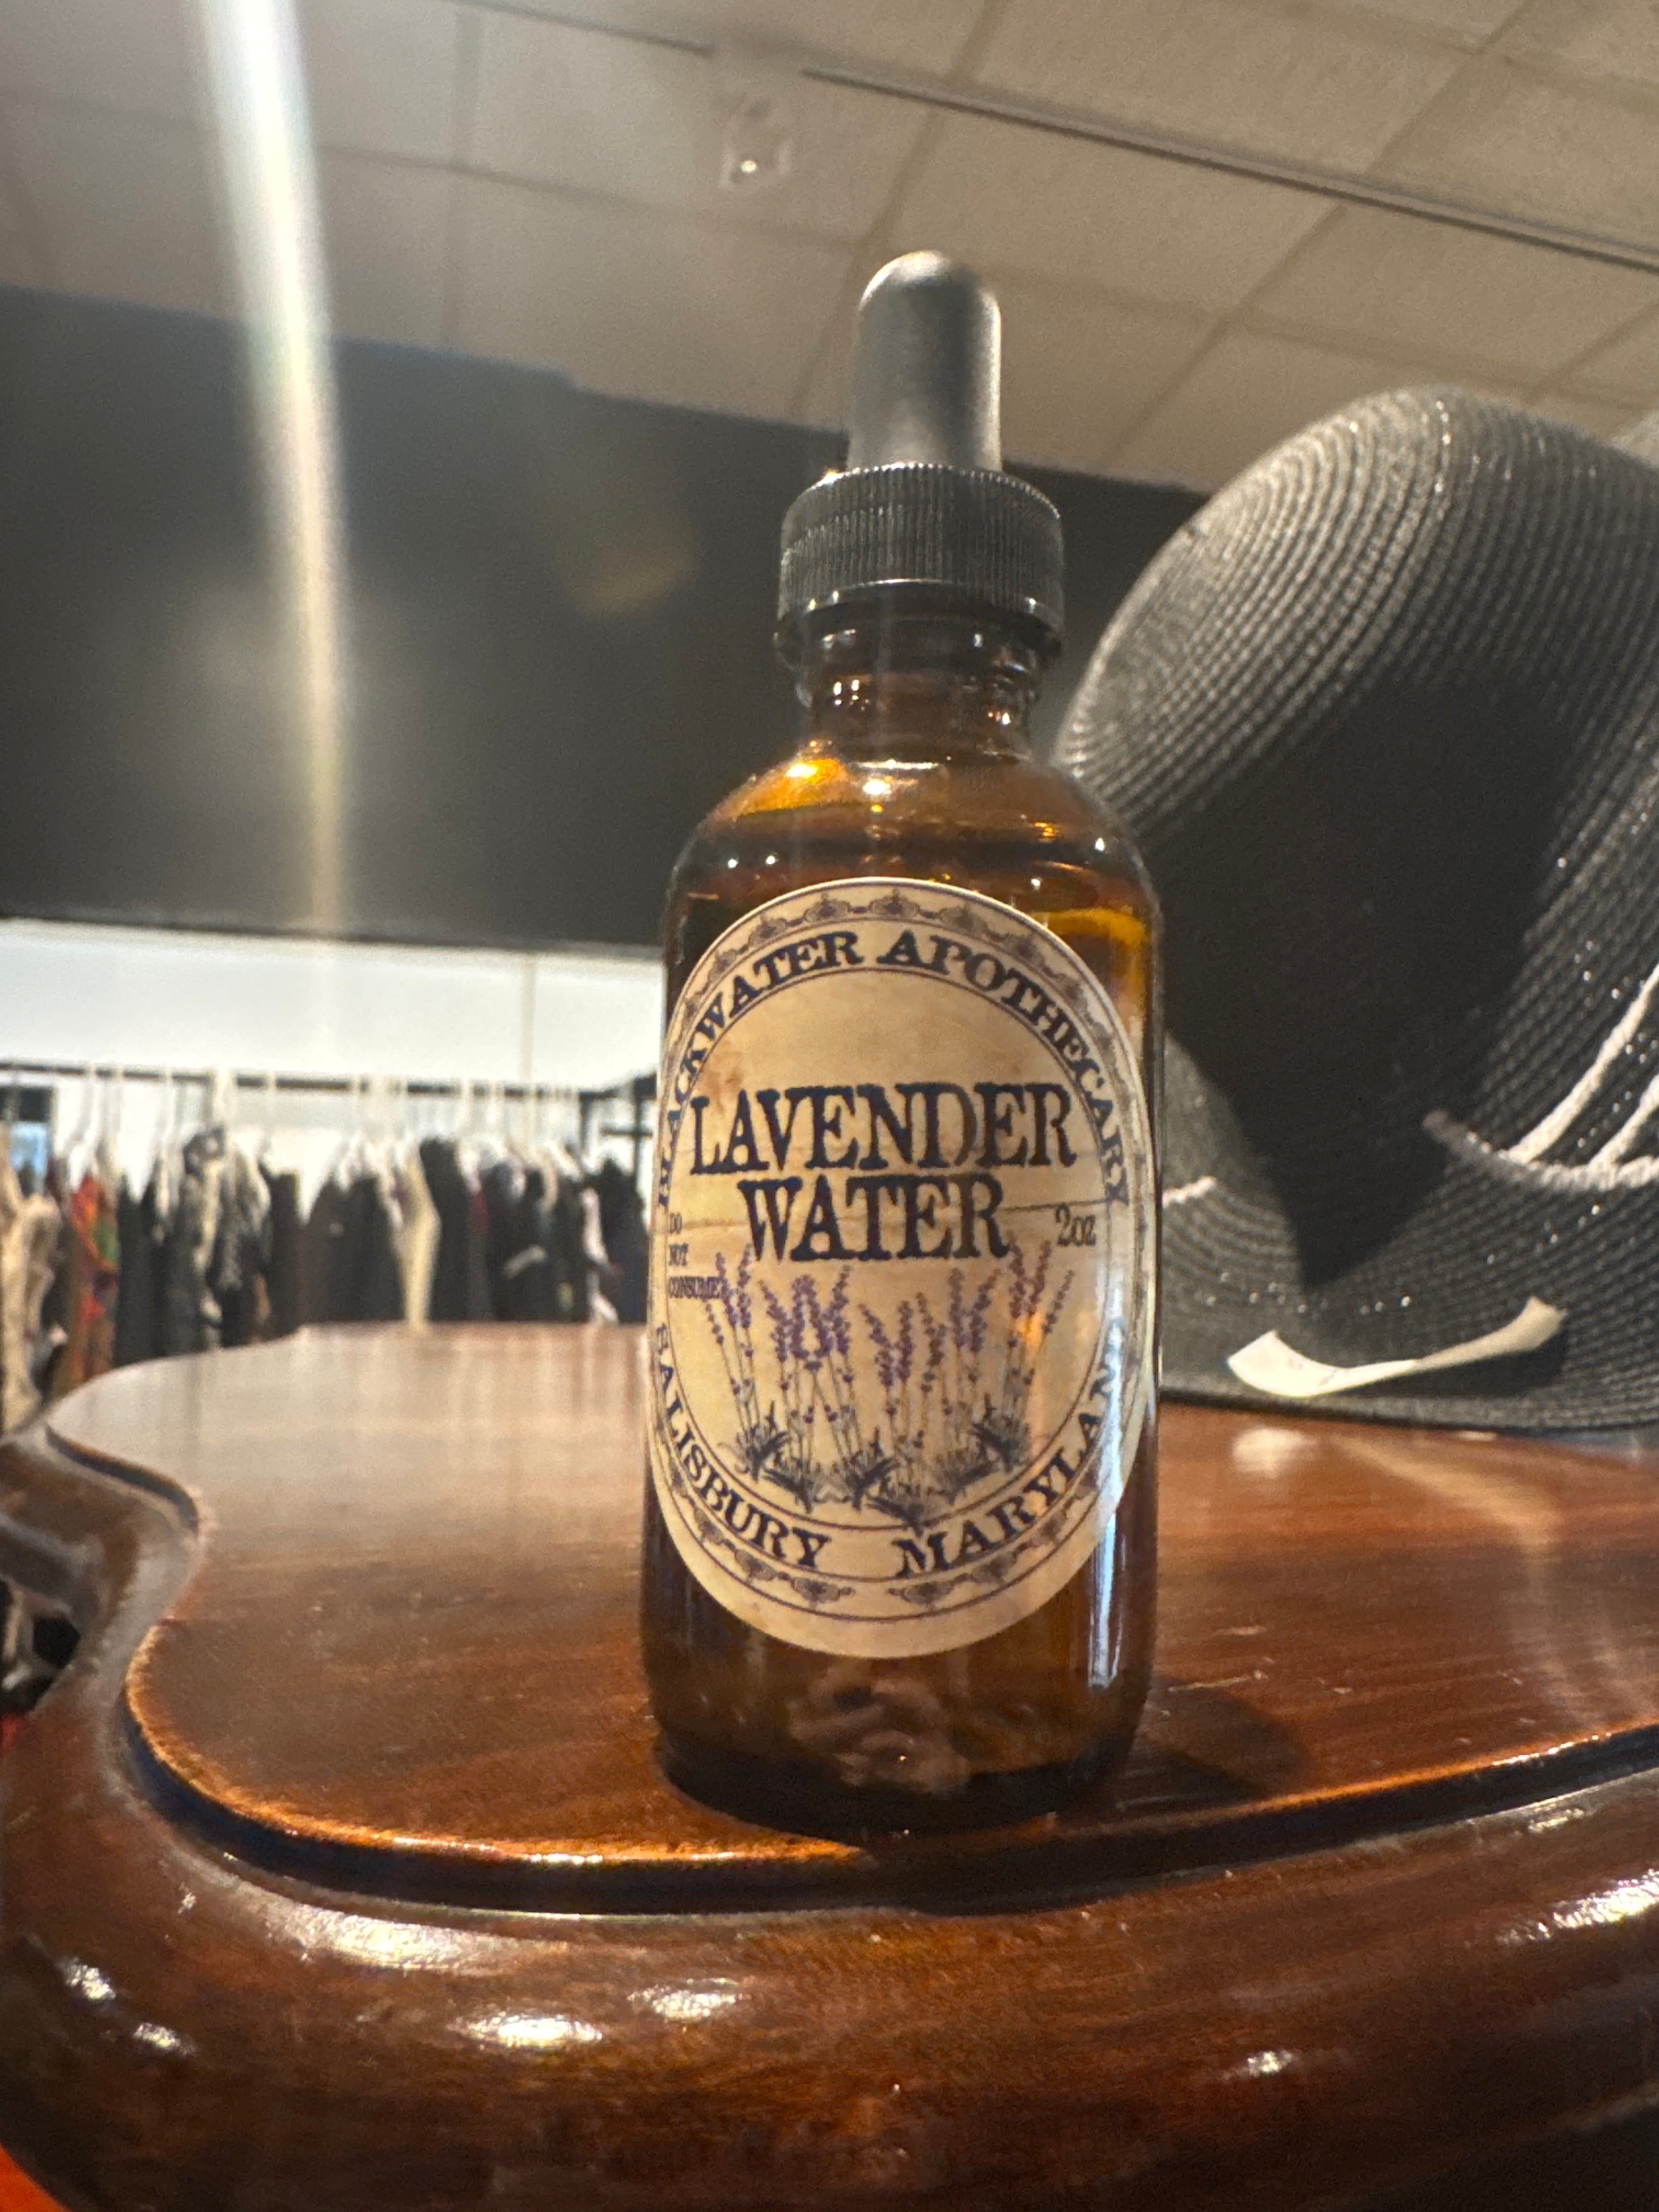 BLACKWATER APOTHECARY
LAVENDER
WATER
DO
NOT
CONSUME
2oz
SALISBURY MARYLAND